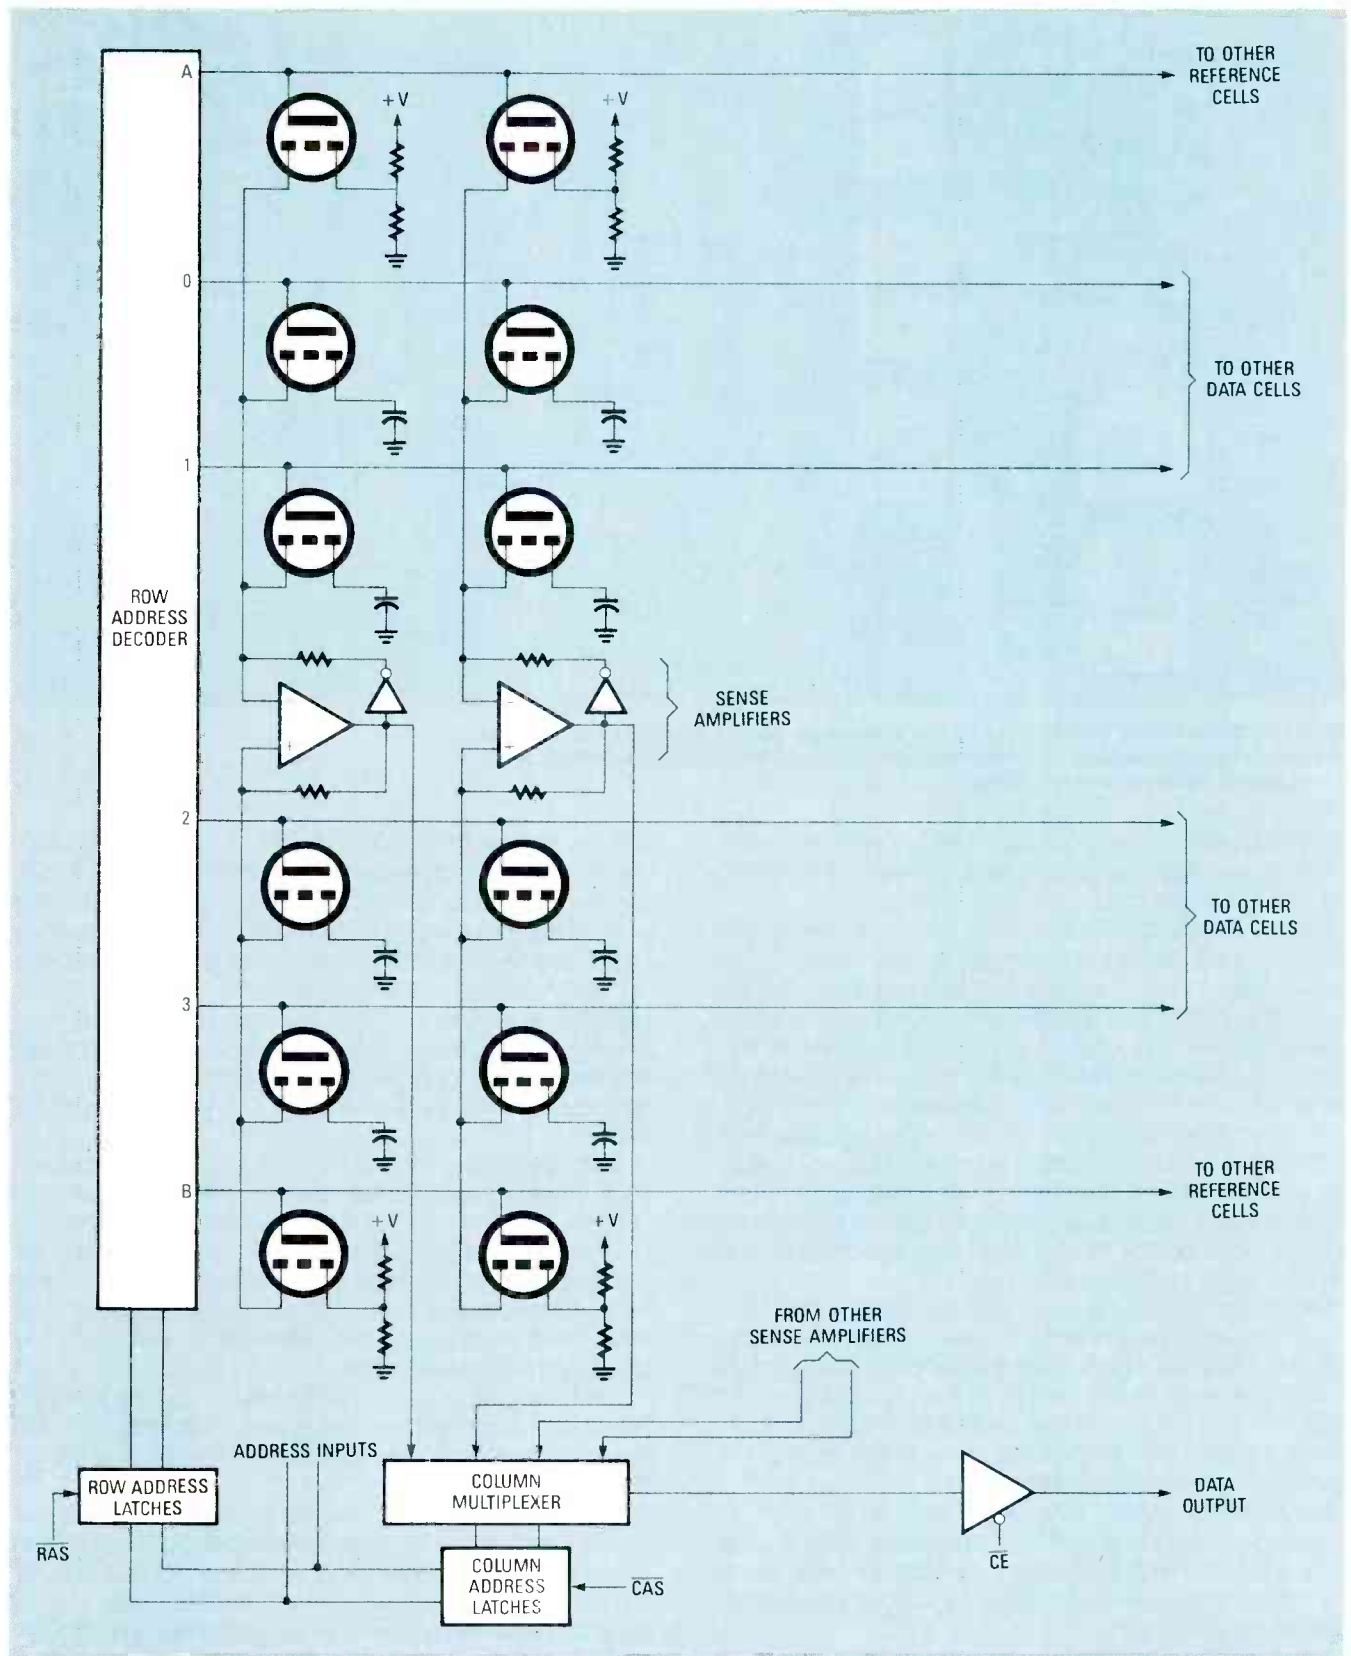 A
TO OTHER
REFERENCE
CELLS
+V
+V
0
TO OTHER
DATA CELLS
1
ROW
ADDRESS
DECODER
SENSE
AMPLIFIERS
+
+
2
TO OTHER
DATA CELLS
3
B
TO OTHER
REFERENCE
CELLS
+V
+V
FROM OTHER
SENSE AMPLIFIERS
ADDRESS INPUTS
ROW ADDRESS
LATCHES
COLUMN
MULTIPLEXER
DATA
OUTPUT
RAS
CE
COLUMN
ADDRESS
LATCHES
CAS